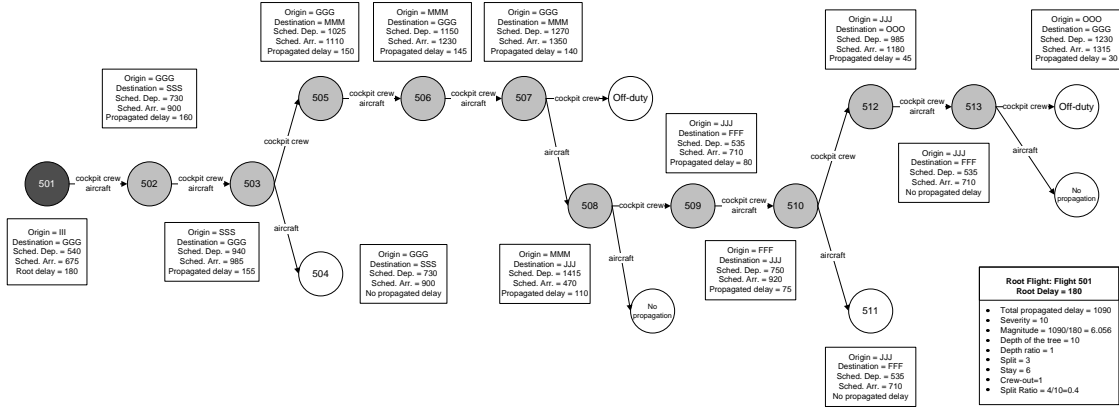 Origin = GGG
Destination = MMM
Sched. Dep. = 1025
Sched. Arr. = 1110
Propagated delay = 150
Origin = MMM
Destination = GGG
Sched. Dep. = 1150
Sched. Arr. = 1230
Propagated delay = 145
Origin = GGG
Destination = MMM
Sched. Dep. = 1270
Sched. Arr. = 1350
Propagated delay = 140
Origin = JJJ
Destination = OOO
Sched. Dep. = 985
Sched. Arr. = 1180
Propagated delay = 45
Origin = OOO
Destination = GGG
Sched. Dep. = 1230
Sched. Arr. = 1315
Propagated delay = 30
Origin = GGG
Destination = SSS
Sched. Dep. = 730
Sched. Arr. = 900
Propagated delay = 160
505
cockpit crew
aircraft
506
cockpit crew
aircraft
507
cockpit crew
Off-duty
512
cockpit crew
aircraft
513
cockpit crew
Off-duty
Origin = JJJ
Destination = FFF
Sched. Dep. = 535
Sched. Arr. = 710
Propagated delay = 80
cockpit crew
aircraft
cockpit crew
aircraft
Origin = JJJ
Destination = FFF
Sched. Dep. = 535
Sched. Arr. = 710
No propagated delay
No
propagation
501
cockpit crew
aircraft
502
cockpit crew
aircraft
503
aircraft
504
508
cockpit crew
509
cockpit crew
aircraft
510
aircraft
511
aircraft
No
propagation
Origin = III
Destination = GGG
Sched. Dep. = 540
Sched. Arr. = 675
Root delay = 180
Origin = SSS
Destination = GGG
Sched. Dep. = 940
Sched. Arr. = 985
Propagated delay = 155
Origin = GGG
Destination = SSS
Sched. Dep. = 730
Sched. Arr. = 900
No propagated delay
Origin = MMM
Destination = JJJ
Sched. Dep. = 1415
Sched. Arr. = 470
Propagated delay = 110
Origin = FFF
Destination = JJJ
Sched. Dep. = 750
Sched. Arr. = 920
Propagated delay = 75
Origin = JJJ
Destination = FFF
Sched. Dep. = 535
Sched. Arr. = 710
No propagated delay
Root Flight: Flight 501
Root Delay = 180
• Total propagated delay = 1090
• Severity = 10
• Magnitude = 1090/180 = 6.056
• Depth of the tree = 10
• Depth ratio = 1
• Split = 3
• Stay = 6
• Crew-out=1
• Split Ratio = 4/10=0.4